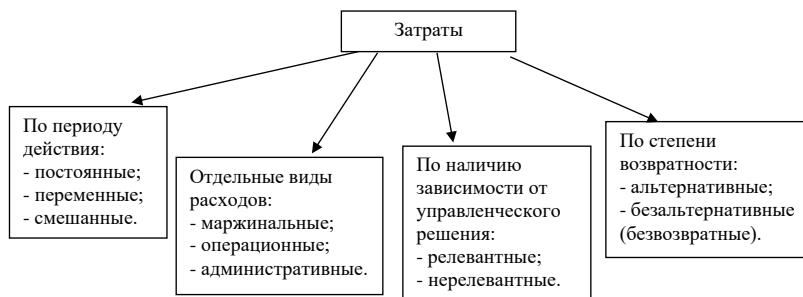 Затраты
По периоду
действия:
- постоянные;
- переменные;
- смешанные.
Отдельные виды
расходов:
- маржинальные;
- операционные;
- административные.
По наличию
зависимости от
управленческого
решения:
- релевантные;
- нерелевантные.
По степени
возвратности:
- альтернативные;
- безальтернативные
(безвозвратные).